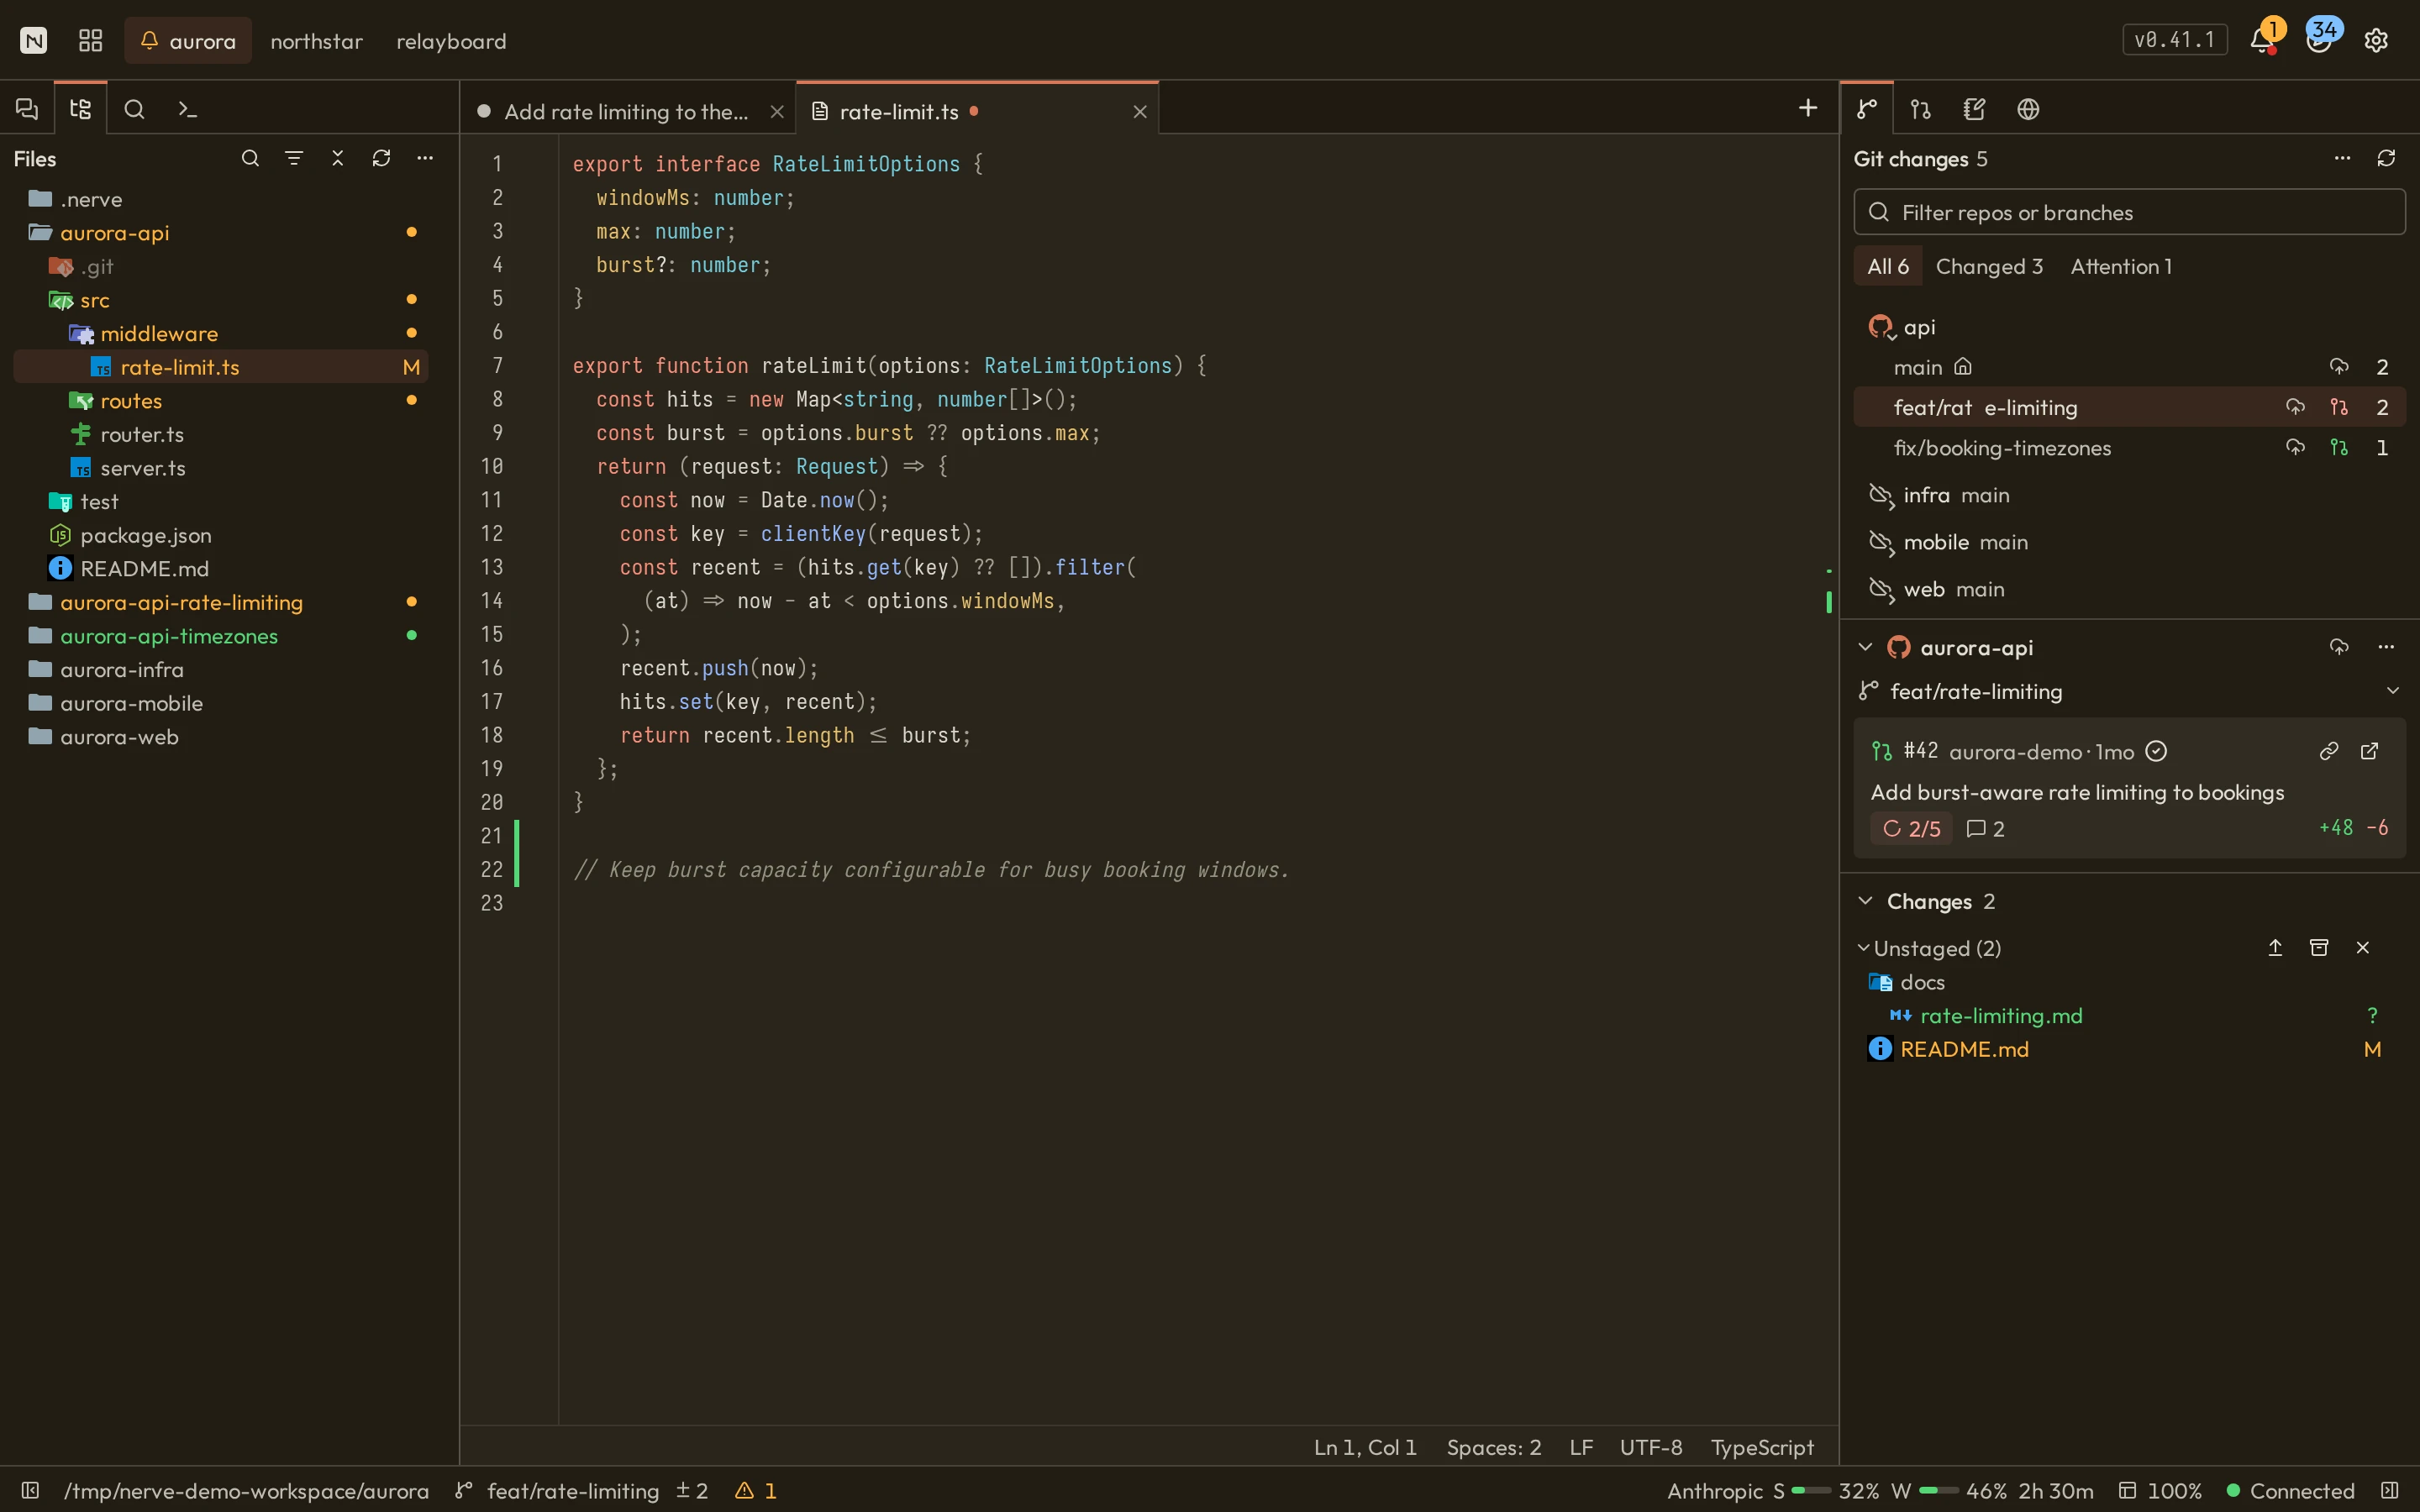 aurora
northstar
relayboard
v0.41.1
1
34
Files
.nerve
aurora-api
.git
src
middleware
rate-limit.ts M
routes
router.ts
server.ts
test
package.json
README.md
aurora-api-rate-limiting
aurora-api-timezones
aurora-infra
aurora-mobile
aurora-web
Add rate limiting to the...
rate-limit.ts
1 export interface RateLimitOptions {
2 windowMs: number;
3 max: number;
4 burst?: number;
5 }
6
7 export function rateLimit(options: RateLimitOptions) {
8 const hits = new Map<string, number[]>();
9 const burst = options.burst ?? options.max;
10 return (request: Request) => {
11 const now = Date.now();
12 const key = clientKey(request);
13 const recent = (hits.get(key) ?? []).filter(
14 (at) => now - at < options.windowMs,
15 );
16 recent.push(now);
17 hits.set(key, recent);
18 return recent.length <= burst;
19 };
20 }
21
22 // Keep burst capacity configurable for busy booking windows.
23
Ln 1, Col 1 Spaces: 2 LF UTF-8 TypeScript
Git changes 5
Filter repos or branches
All 6 Changed 3 Attention 1
api
main 2
feat/rat e-limiting 2
fix/booking-timezones 1
infra main
mobile main
web main
aurora-api
feat/rate-limiting
#42 aurora-demo · 1mo
Add burst-aware rate limiting to bookings
2/5 2 +48 -6
Changes 2
Unstaged (2)
docs
rate-limiting.md ?
README.md M
/tmp/nerve-demo-workspace/aurora feat/rate-limiting ±2 1
Anthropic S 32% W 46% 2h 30m 100% Connected